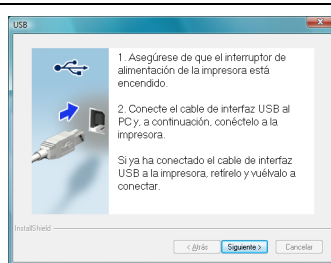 USB
1. Asegúrese de que el interruptor de
alimentación de la impresora está
encendido.
2. Conecte el cable de interfaz USB al
PC y, a continuación, conéctelo a la
impresora.
Si ya ha conectado el cable de interfaz
USB a la impresora, retírelo y vuélvalo a
conectar.
InstallShield
< Atrás
Siguiente >
Cancelar